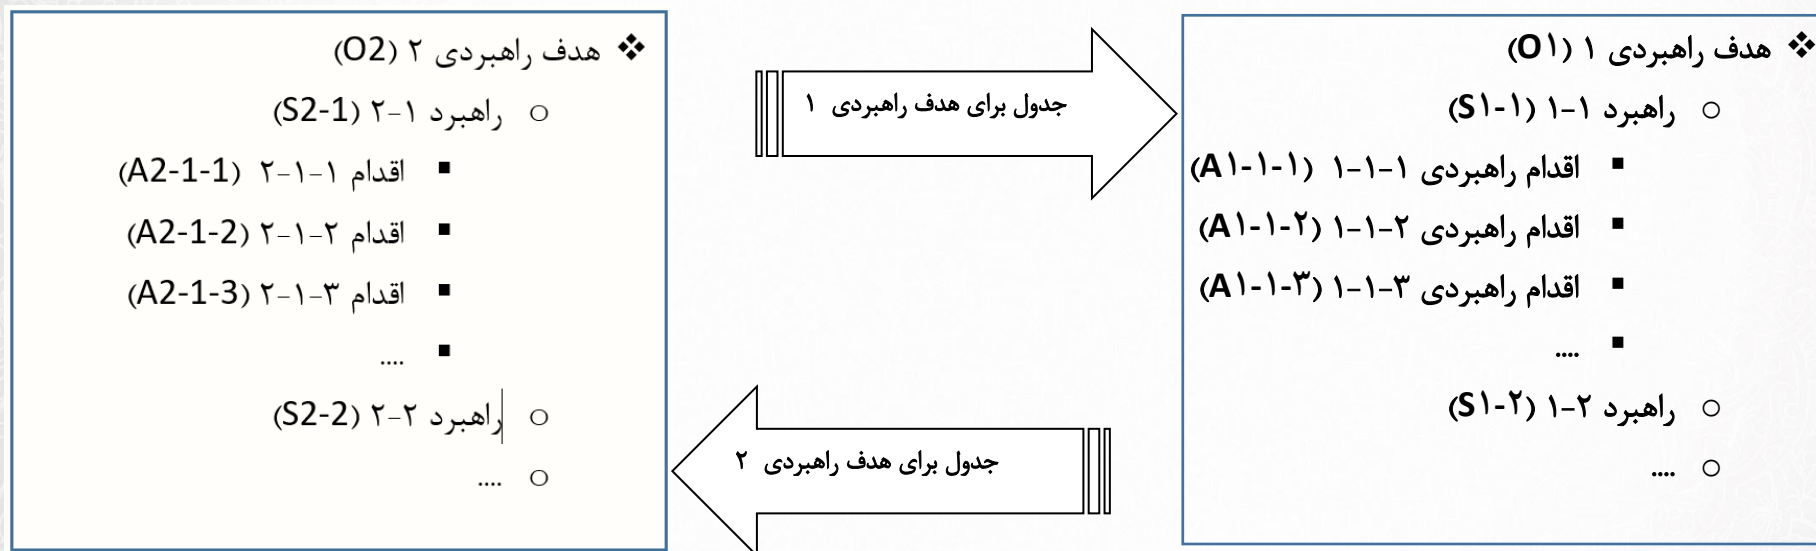 ❖ هدف راهبردی ۱ (O۱)
○ راهبرد ۱-۱ (S۱-۱)
▪ اقدام راهبردی ۱-۱-۱ (A۱-۱-۱)
▪ اقدام راهبردی ۲-۱-۱ (A۱-۱-۲)
▪ اقدام راهبردی ۳-۱-۱ (A۱-۱-۳)
▪ ....
○ راهبرد ۲-۱ (S۱-۲)
○ ....
جدول برای هدف راهبردی ۱
جدول برای هدف راهبردی ۲
❖ هدف راهبردی ۲ (O2)
○ راهبرد ۱-۲ (S2-1)
▪ اقدام ۱-۱-۲ (A2-1-1)
▪ اقدام ۲-۱-۲ (A2-1-2)
▪ اقدام ۳-۱-۲ (A2-1-3)
▪ ....
○ راهبرد ۲-۲ (S2-2)
○ ....